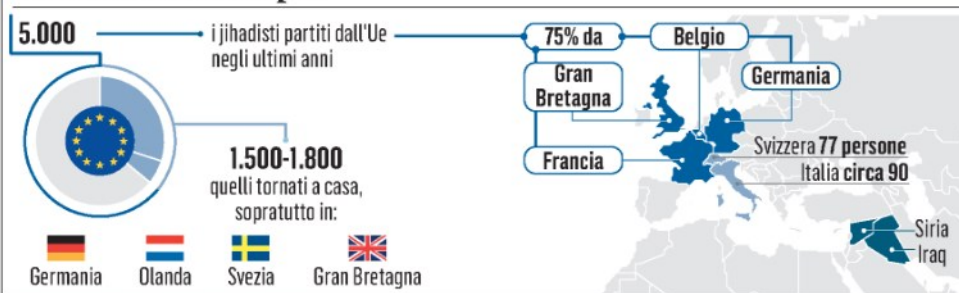 5.000
i jihadisti partiti dall'Ue
negli ultimi anni
75% da
Belgio
Gran
Bretagna
Germania
Francia
Svizzera 77 persone
Italia circa 90
1.500-1.800
quelli tornati a casa,
sopratutto in:
Germania
Olanda
Svezia
Gran Bretagna
Siria
Iraq